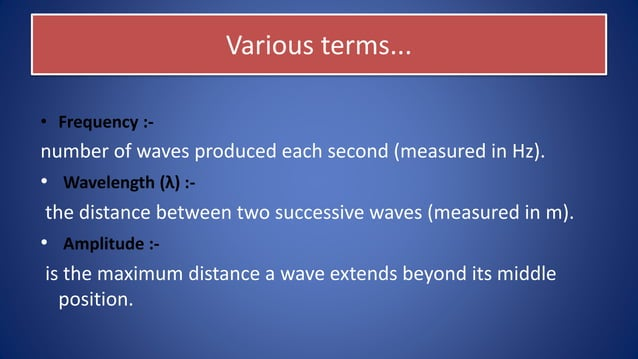 Various terms...
• Frequency :-
number of waves produced each second (measured in Hz).
• Wavelength (λ) :-
the distance between two successive waves (measured in m).
• Amplitude :-
is the maximum distance a wave extends beyond its middle
position.